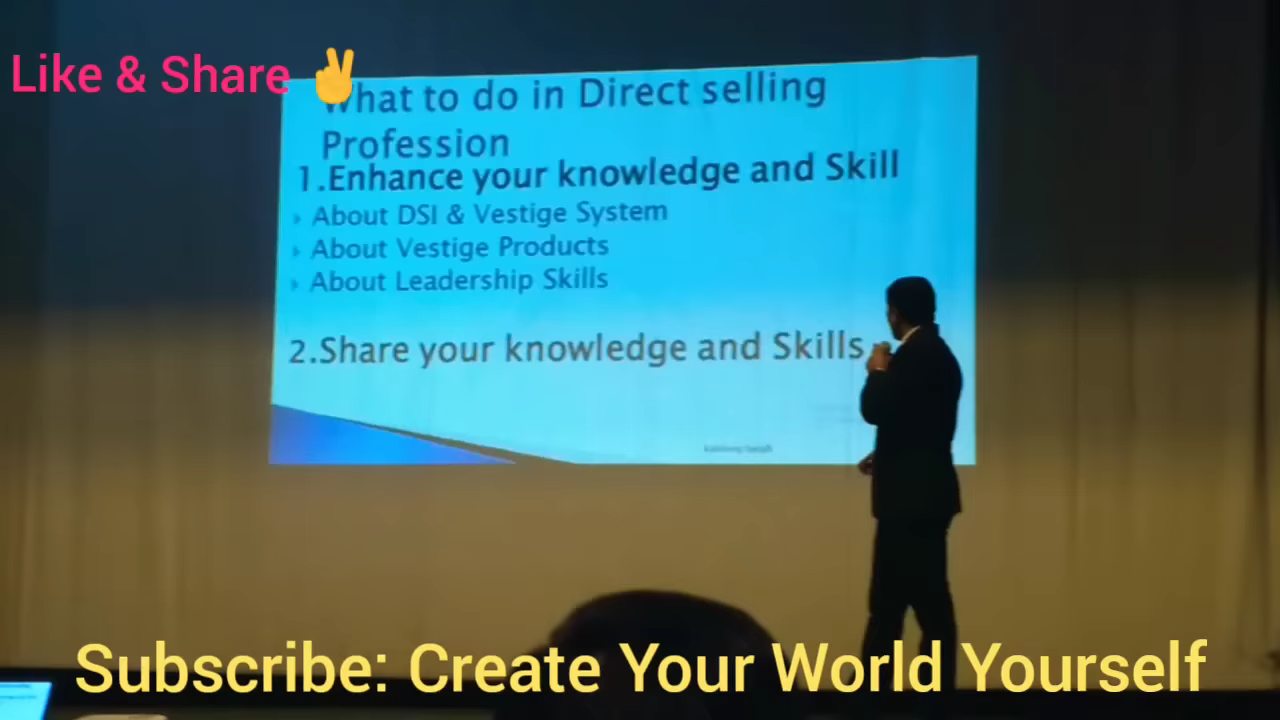 Like & Share ✌
What to do in Direct selling
Profession
1.Enhance your knowledge and Skill
About DSI & Vestige System
About Vestige Products
About Leadership Skills
2.Share your knowledge and Skills
Subscribe: Create Your World Yourself